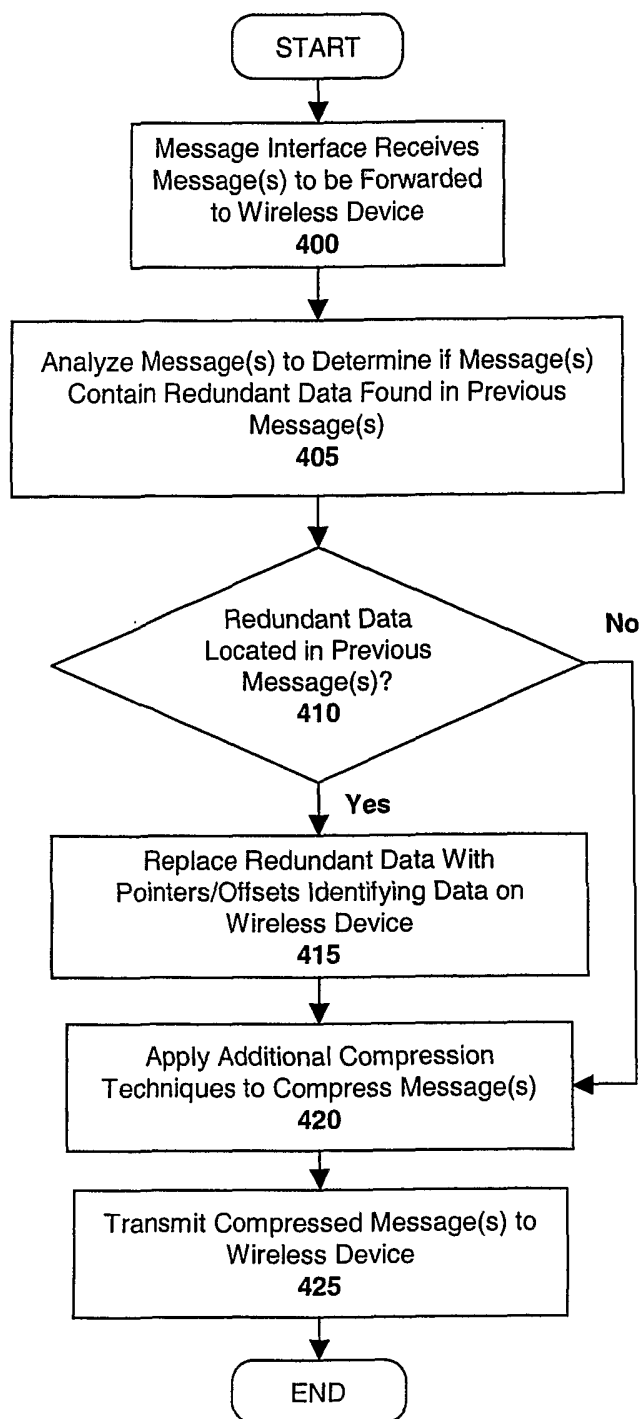 START
Message Interface Receives
Message(s) to be Forwarded
to Wireless Device
400
Analyze Message(s) to Determine if Message(s)
Contain Redundant Data Found in Previous
Message(s)
405
Redundant Data
Located in Previous
Message(s)?
410
No
Yes
Replace Redundant Data With
Pointers/Offsets Identifying Data on
Wireless Device
415
Apply Additional Compression
Techniques to Compress Message(s)
420
Transmit Compressed Message(s) to
Wireless Device
425
END